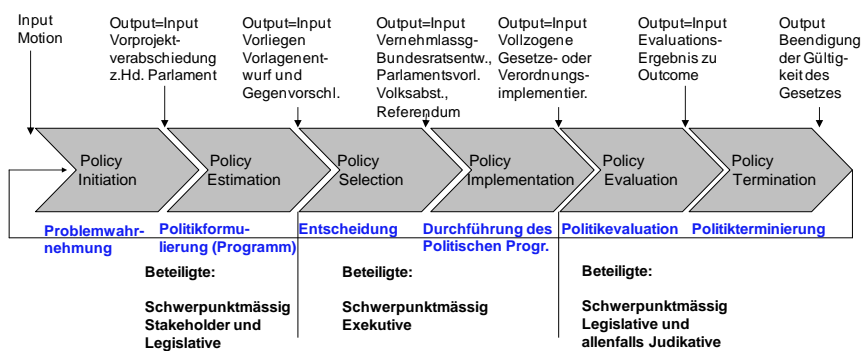 Input
Motion
Output=Input
Vorprojekt-
verabschiedung
z.Hd. Parlament
Output=Input
Vorliegen
Vorlagenent-
wurf und
Gegenvorschl.
Output=Input
Vernehmlassg-
Bundesratsentw.,
Parlamentsvorl.
Volksabst.,
Referendum
Output=Input
Vollzogene
Gesetze- oder
Verordnungs-
implementier.
Output=Input
Evaluations-
Ergebnis zu
Outcome
Output
Beendigung
der Gültig-
keit des
Gesetzes
Policy
Initiation
Policy
Estimation
Policy
Selection
Policy
Implementation
Policy
Evaluation
Policy
Termination
Problemwahr-
nehmung
Politikformu-
lierung (Programm)
Entscheidung
Durchführung des
Politischen Progr.
Politikevaluation
Politikterminierung
Beteiligte:
Schwerpunktmässig
Stakeholder und
Legislative
Beteiligte:
Schwerpunktmässig
Exekutive
Beteiligte:
Schwerpunktmässig
Legislative und
allenfalls Judikative